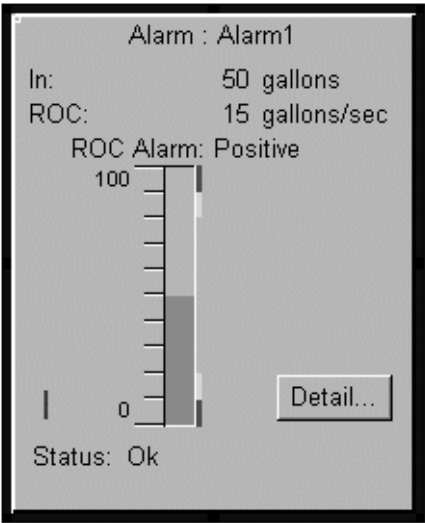 Alarm : Alarm1
In: 50 gallons
ROC: 15 gallons/sec
ROC Alarm: Positive
100
0
Detail...
Status: Ok